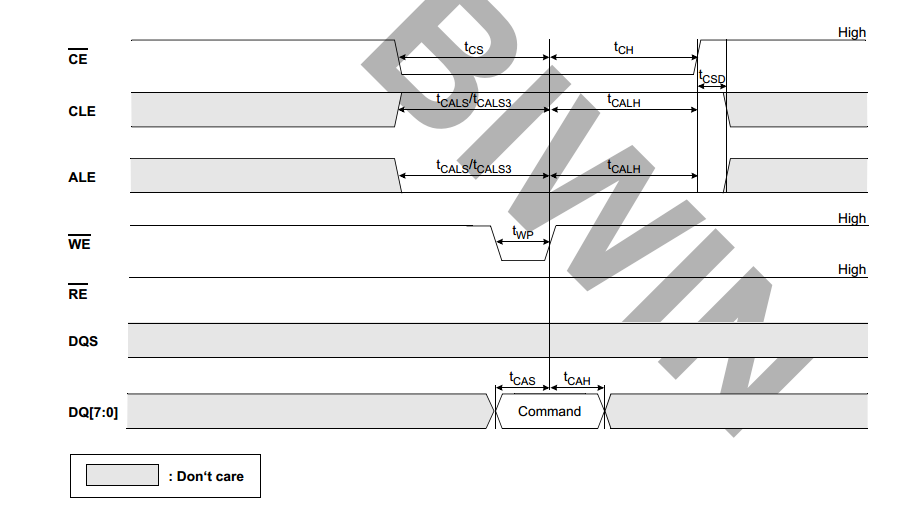 High
CE
tCS
tCH
tCSD
CLE
tCALS/tCALS3
tCALH
ALE
tCALS/tCALS3
tCALH
High
WE
tWP
High
RE
DQS
tCAS
tCAH
DQ[7:0]
Command
: Don't care
BIWIN